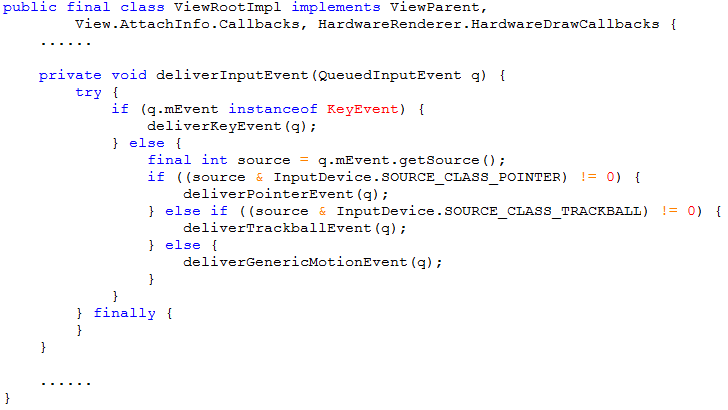 public final class ViewRootImpl implements ViewParent,
        View.AttachInfo.Callbacks, HardwareRenderer.HardwareDrawCallbacks {
    ......
    private void deliverInputEvent(QueuedInputEvent q) {
        try {
            if (q.mEvent instanceof KeyEvent) {
                deliverKeyEvent(q);
            } else {
                final int source = q.mEvent.getSource();
                if ((source & InputDevice.SOURCE_CLASS_POINTER) != 0) {
                    deliverPointerEvent(q);
                } else if ((source & InputDevice.SOURCE_CLASS_TRACKBALL) != 0) {
                    deliverTrackballEvent(q);
                } else {
                    deliverGenericMotionEvent(q);
                }
            }
        } finally {
        }
    }
    ......
}